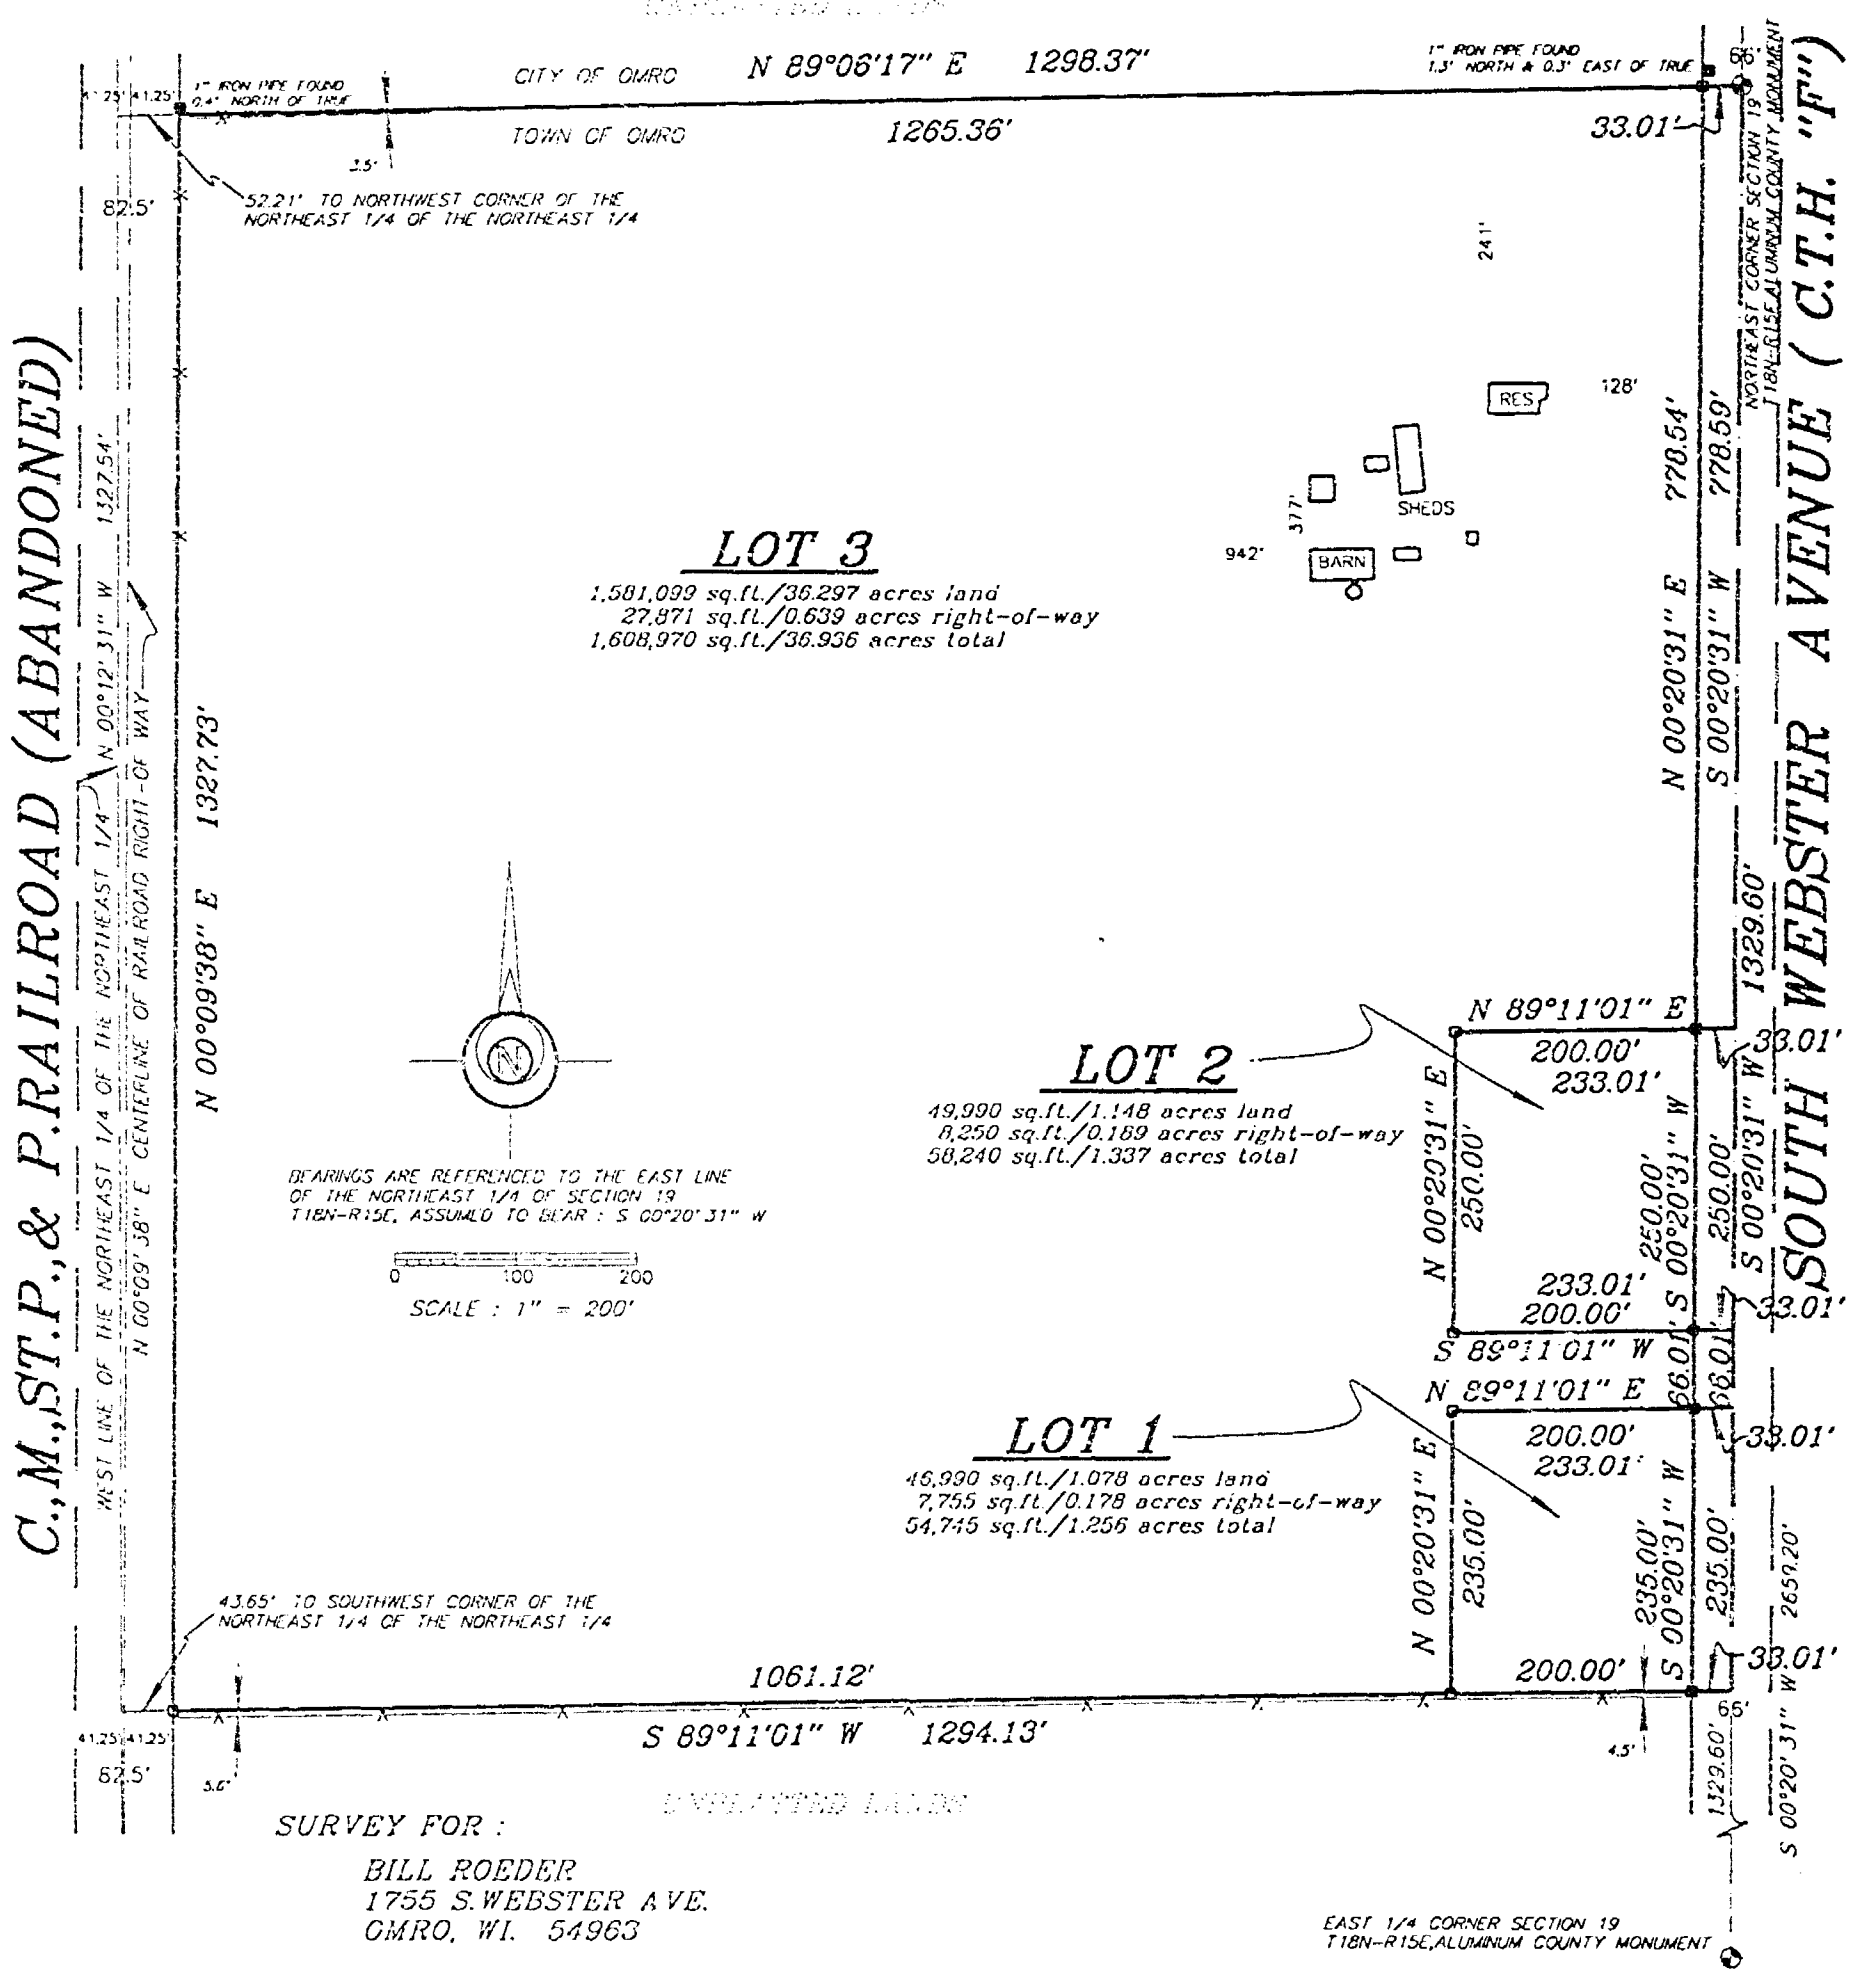 CITY OF OMRO
N 89°06'17" E 1298.37'
1" IRON PIPE FOUND
0.4' NORTH OF TRUE
1" IRON PIPE FOUND
1.3' NORTH & 0.3' EAST OF TRUE
66'
41.25' 41.25'
TOWN OF OMRO
1265.36'
33.01'
3.5'
82.5'
52.21' TO NORTHWEST CORNER OF THE
NORTHEAST 1/4 OF THE NORTHEAST 1/4
NORTHEAST CORNER SECTION 19
T18N-R15E, ALUMINUM COUNTY MONUMENT
SOUTH WEBSTER AVENUE ( C.T.H. "F")
C.,M.,ST.P.,& P.RAILROAD (ABANDONED)
WEST LINE OF THE NORTHEAST 1/4 OF THE NORTHEAST 1/4
N 00°12'31" W 1327.54'
N 00°09'38" E CENTERLINE OF RAILROAD RIGHT-OF WAY
N 00°09'38" E 1327.73'
241'
RES
128'
SHEDS
377'
942'
BARN
N 00°20'31" E 778.54'
S 00°20'31" W 778.59'
LOT 3
1,581,099 sq.ft./36.297 acres land
27,871 sq.ft./0.639 acres right-of-way
1,608,970 sq.ft./36.936 acres total
S 00°20'31" W 1329.60'
N
BEARINGS ARE REFERENCED TO THE EAST LINE
OF THE NORTHEAST 1/4 OF SECTION 19
T18N-R15E, ASSUMED TO BEAR : S 00°20'31" W
0 100 200
SCALE : 1" = 200'
N 89°11'01" E
200.00'
233.01'
33.01'
LOT 2
49,990 sq.ft./1.148 acres land
8,250 sq.ft./0.189 acres right-of-way
58,240 sq.ft./1.337 acres total
N 00°20'31" E
250.00'
250.00'
S 00°20'31" W
250.00'
233.01'
200.00'
33.01'
S 89°11'01" W
66.01'
66.01'
N 89°11'01" E
200.00'
233.01'
33.01'
LOT 1
46,990 sq.ft./1.078 acres land
7,755 sq.ft./0.178 acres right-of-way
54,745 sq.ft./1.256 acres total
N 00°20'31" E
235.00'
235.00'
S 00°20'31" W
235.00'
200.00'
33.01'
43.65' TO SOUTHWEST CORNER OF THE
NORTHEAST 1/4 OF THE NORTHEAST 1/4
1061.12'
S 89°11'01" W 1294.13'
41.25' 41.25'
82.5'
4.5'
1329.60'
S 00°20'31" W
UNPLATTED LANDS
SURVEY FOR :
BILL ROEDER
1755 S.WEBSTER AVE.
OMRO, WI. 54963
EAST 1/4 CORNER SECTION 19
T18N-R15E,ALUMINUM COUNTY MONUMENT